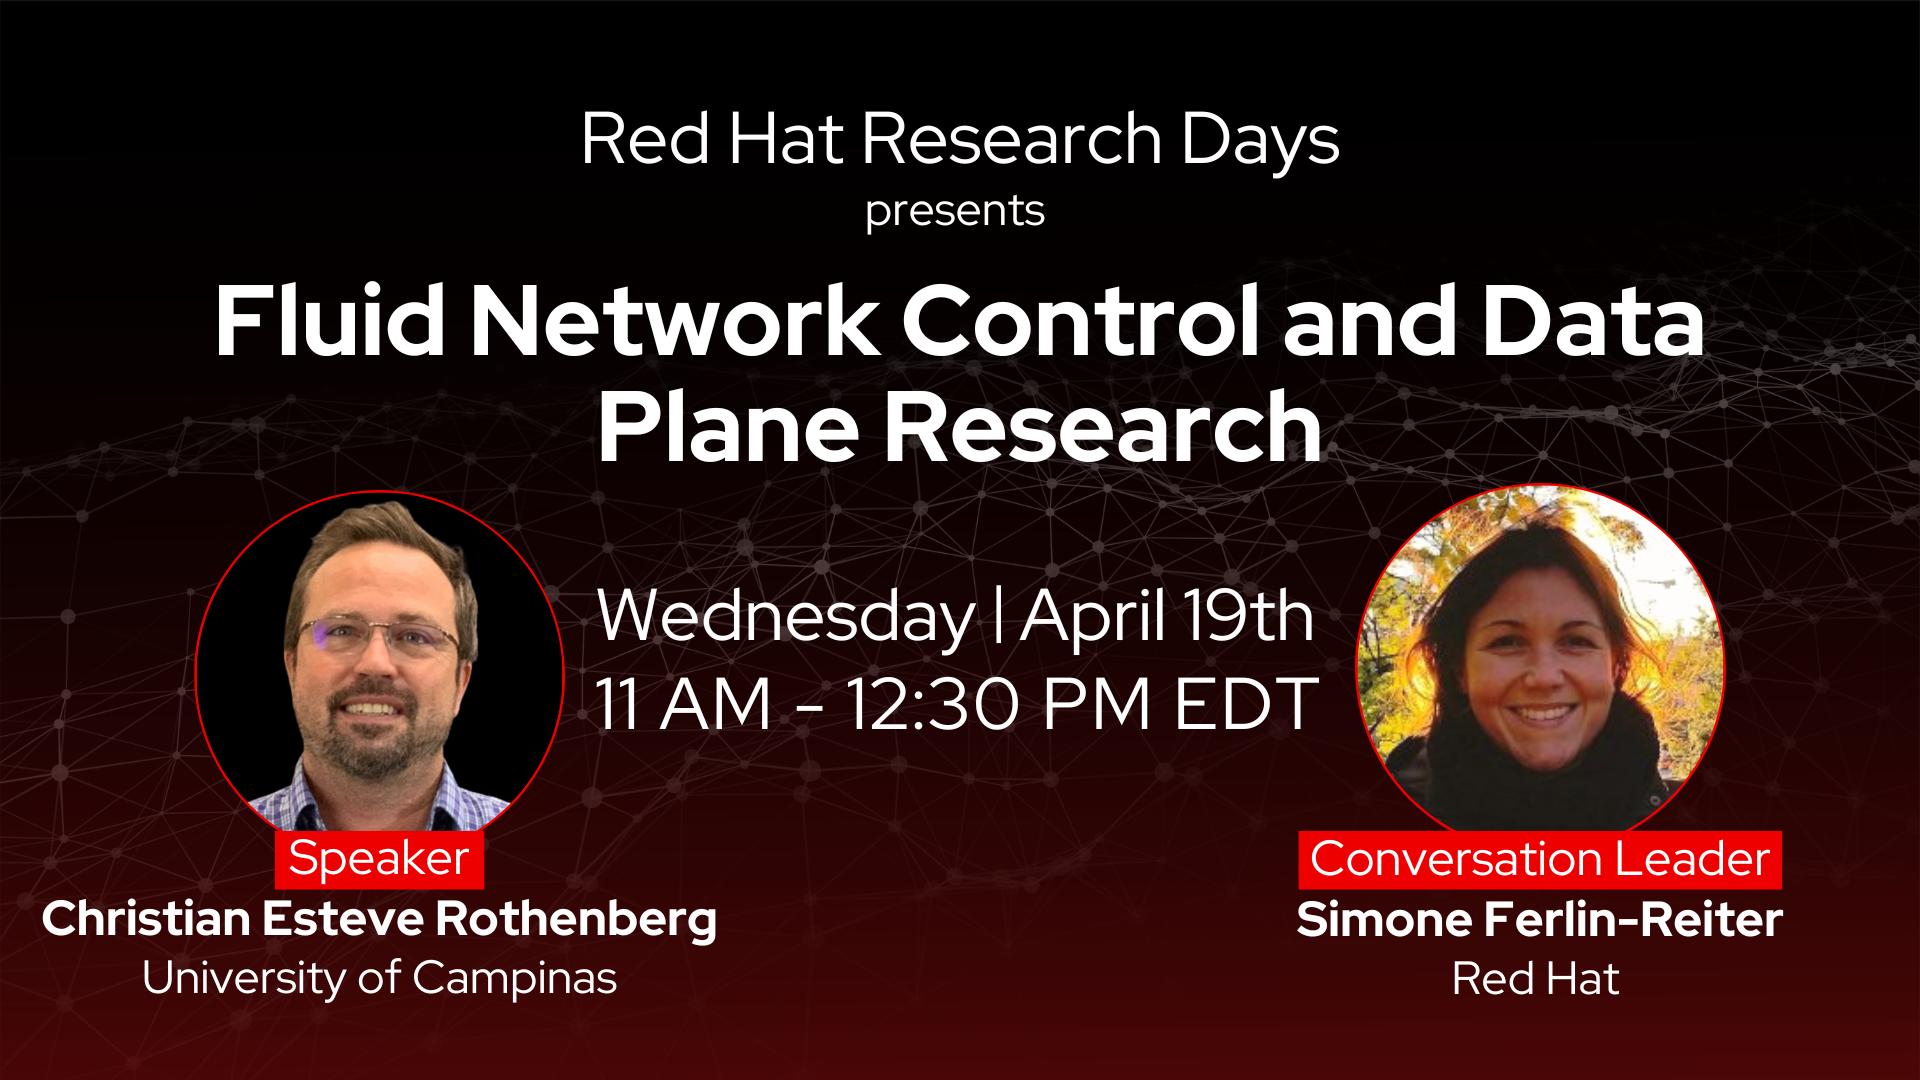 Red Hat Research Days
presents
Fluid Network Control and Data
Plane Research
Wednesday | April 19th
11 AM - 12:30 PM EDT
Speaker
Christian Esteve Rothenberg
University of Campinas
Conversation Leader
Simone Ferlin-Reiter
Red Hat